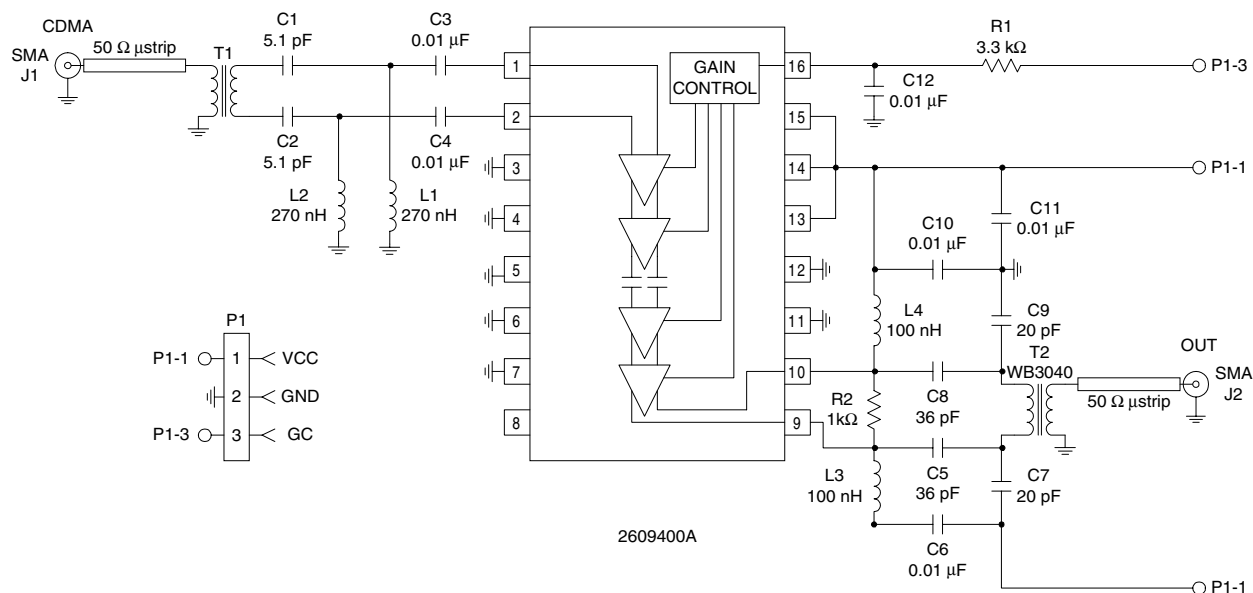 CDMA
SMA
J1
50 Ω µstrip
T1
C1
5.1 pF
C3
0.01 µF
C2
5.1 pF
C4
0.01 µF
L2
270 nH
L1
270 nH
1
2
3
4
5
6
7
8
GAIN
CONTROL
16
15
14
13
12
11
10
9
R1
3.3 kΩ
C12
0.01 µF
P1-3
P1-1
C10
0.01 µF
C11
0.01 µF
L4
100 nH
C9
20 pF
T2
WB3040
OUT
SMA
J2
50 Ω µstrip
R2
1kΩ
C8
36 pF
L3
100 nH
C5
36 pF
C7
20 pF
C6
0.01 µF
P1-1
P1
P1-1
1
VCC
2
GND
P1-3
3
GC
2609400A